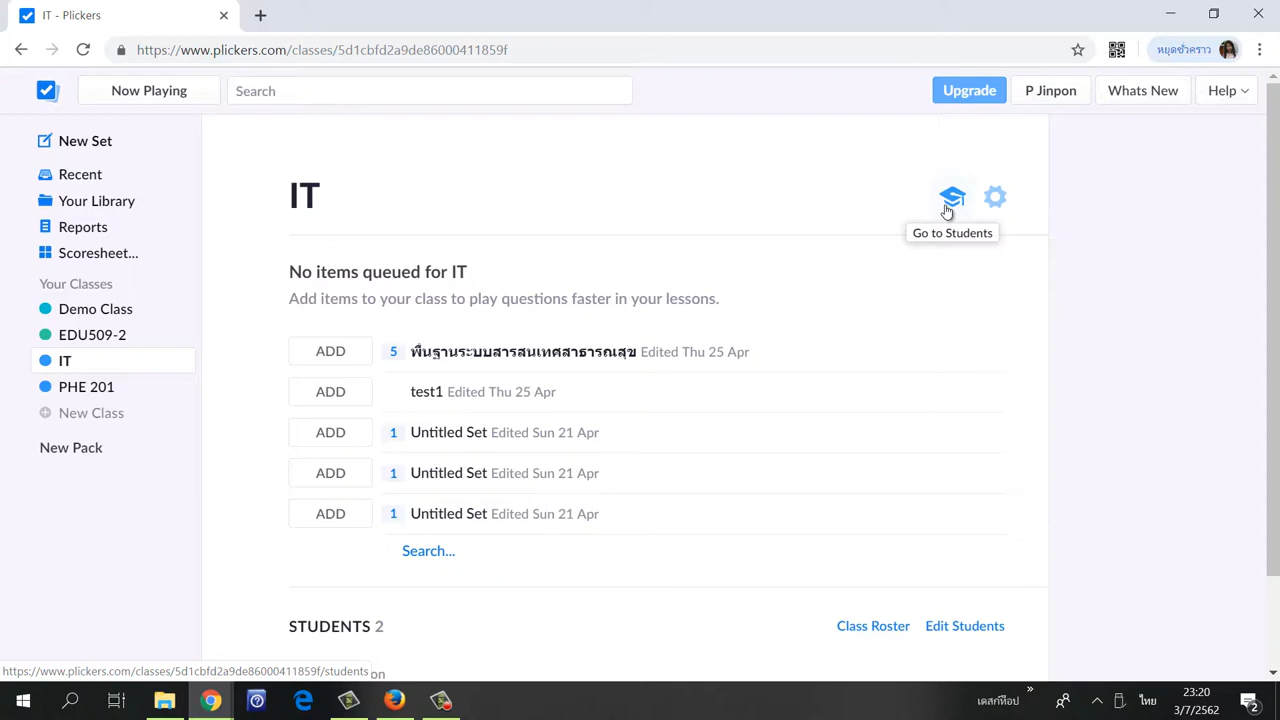 IT - Plickers
https://www.plickers.com/classes/5d1cbfd2a9de86000411859f
หยุดชั่วคราว
Now Playing
Search
Upgrade
P Jinpon
Whats New
Help
New Set
Recent
Your Library
Reports
Scoresheet...
Your Classes
Demo Class
EDU509-2
IT
PHE 201
New Class
New Pack
IT
Go to Students
No items queued for IT
Add items to your class to play questions faster in your lessons.
ADD 5 พื้นฐานระบบสารสนเทศสาธารณสุข Edited Thu 25 Apr
ADD test1 Edited Thu 25 Apr
ADD 1 Untitled Set Edited Sun 21 Apr
ADD 1 Untitled Set Edited Sun 21 Apr
ADD 1 Untitled Set Edited Sun 21 Apr
Search...
STUDENTS 2
Class Roster
Edit Students
https://www.plickers.com/classes/5d1cbfd2a9de86000411859f/students
on
เดสก์ท็อป
ไทย
23:20
3/7/2562
2